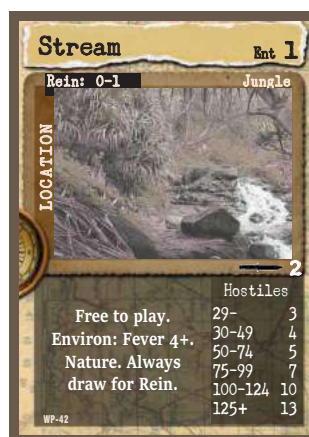 Stream Ent 1
Rein: 0-1 Jungle
LOCATION
2
Hostiles
Free to play.
Environ: Fever 4+.
Nature. Always
draw for Rein.
29- 3
30-49 4
50-74 5
75-99 7
100-124 10
125+ 13
WP-42